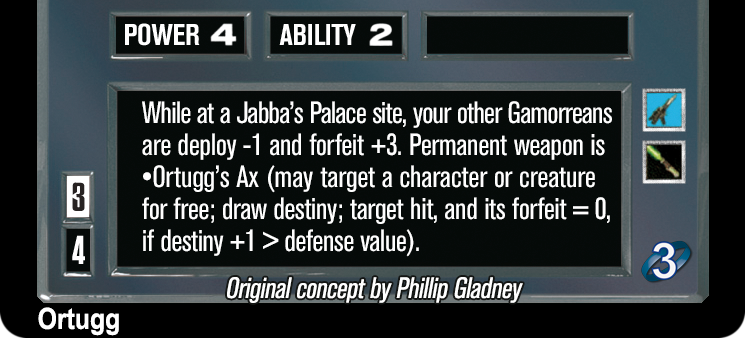 POWER 4 ABILITY 2
While at a Jabba's Palace site, your other Gamorreans
are deploy -1 and forfeit +3. Permanent weapon is
•Ortugg's Ax (may target a character or creature
for free; draw destiny; target hit, and its forfeit = 0,
if destiny +1 > defense value).
3
4
3
Original concept by Phillip Gladney
Ortugg